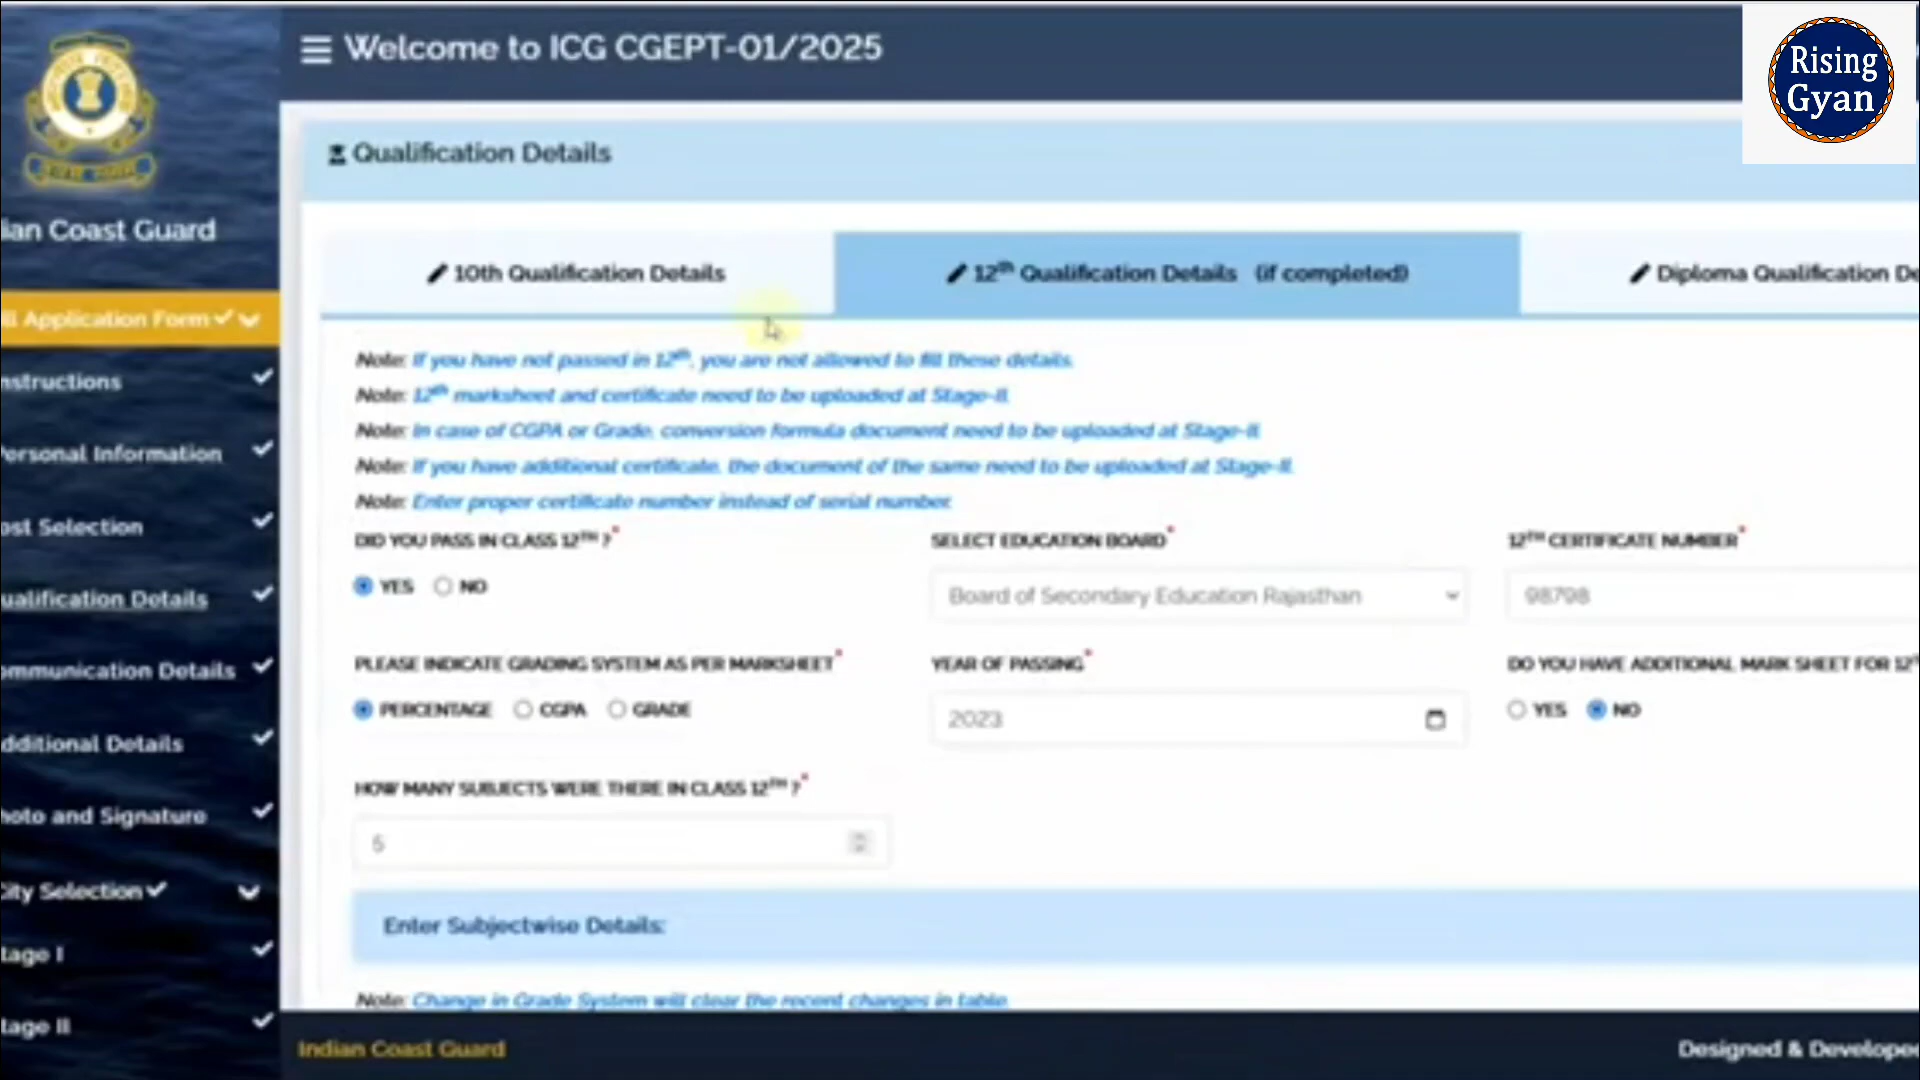 Welcome to ICG CGEPT-01/2025
Rising
Gyan
Qualification Details
ian Coast Guard
10th Qualification Details
12th Qualification Details (if completed)
Diploma Qualification De
ll Application Form
nstructions
ersonal Information
ost Selection
ualification Details
ommunication Details
dditional Details
hoto and Signature
City Selection
tage I
tage II
Note: If you have not passed in 12th, you are not allowed to fill these details.
Note: 12th marksheet and certificate need to be uploaded at Stage-II.
Note: In case of CGPA or Grade, conversion formula document need to be uploaded at Stage-II.
Note: If you have additional certificate, the document of the same need to be uploaded at Stage-II.
Note: Enter proper certificate number instead of serial number.
DID YOU PASS IN CLASS 12TH ?*
SELECT EDUCATION BOARD*
12TH CERTIFICATE NUMBER*
YES NO
Board of Secondary Education Rajasthan
98798
PLEASE INDICATE GRADING SYSTEM AS PER MARKSHEET*
YEAR OF PASSING*
DO YOU HAVE ADDITIONAL MARK SHEET FOR 12T
PERCENTAGE CGPA GRADE
2023
YES NO
HOW MANY SUBJECTS WERE THERE IN CLASS 12TH ?*
5
Enter Subjectwise Details:
Note: Change in Grade System will clear the recent changes in table.
Indian Coast Guard
Designed & Develope